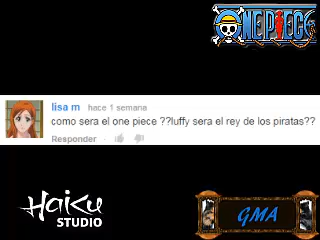 ONE PIECE
lisa m hace 1 semana
como sera el one piece ??luffy sera el rey de los piratas??
Responder ·
Haiku
STUDIO
GMA